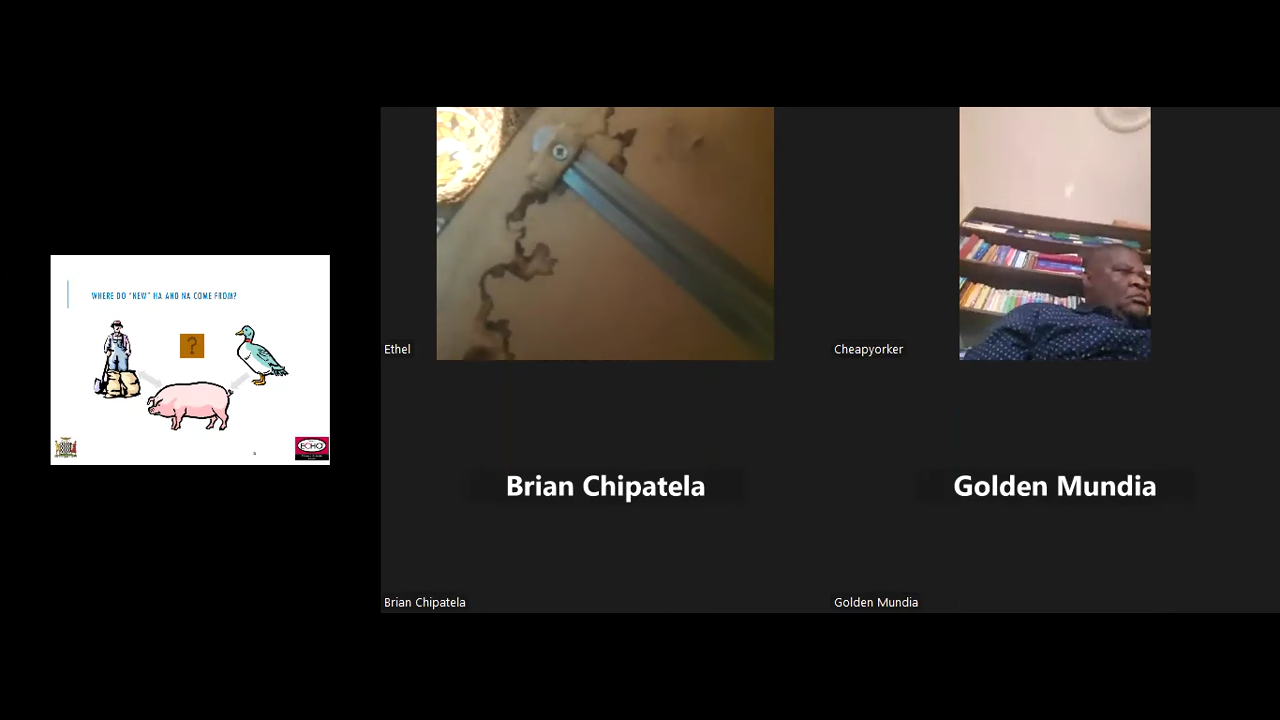 WHERE DO "NEW" HA AND NA COME FROM?
?
ECHO
Ethel
Cheapyorker
Brian Chipatela
Golden Mundia
Brian Chipatela
Golden Mundia